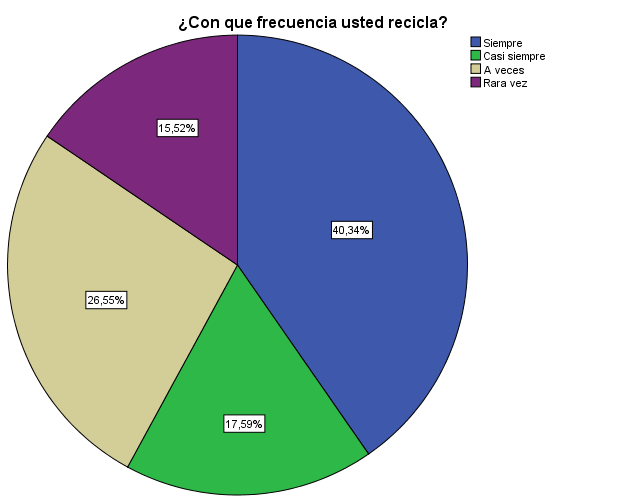 ¿Con que frecuencia usted recicla?
Siempre
Casi siempre
A veces
Rara vez
15,52%
40,34%
26,55%
17,59%